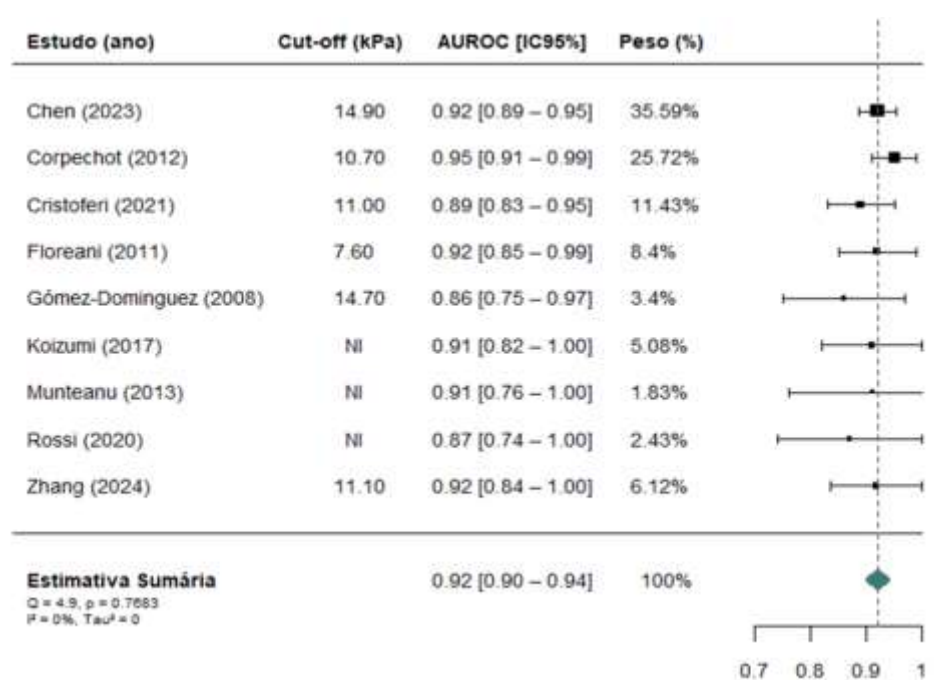 Estudo (ano) Cut-off (kPa) AUROC [IC95%] Peso (%)
Chen (2023) 14.90 0.92 [0.89 – 0.95] 35.59%
Corpechot (2012) 10.70 0.95 [0.91 – 0.99] 25.72%
Cristoferi (2021) 11.00 0.89 [0.83 – 0.95] 11.43%
Floreani (2011) 7.60 0.92 [0.85 – 0.99] 8.4%
Gómez-Dominguez (2008) 14.70 0.86 [0.75 – 0.97] 3.4%
Koizumi (2017) NI 0.91 [0.82 – 1.00] 5.08%
Munteanu (2013) NI 0.91 [0.76 – 1.00] 1.83%
Rossi (2020) NI 0.87 [0.74 – 1.00] 2.43%
Zhang (2024) 11.10 0.92 [0.84 – 1.00] 6.12%
Estimativa Sumária 0.92 [0.90 – 0.94] 100%
Q = 4.9, p = 0.7683
I² = 0%, Tau² = 0
0.7 0.8 0.9 1